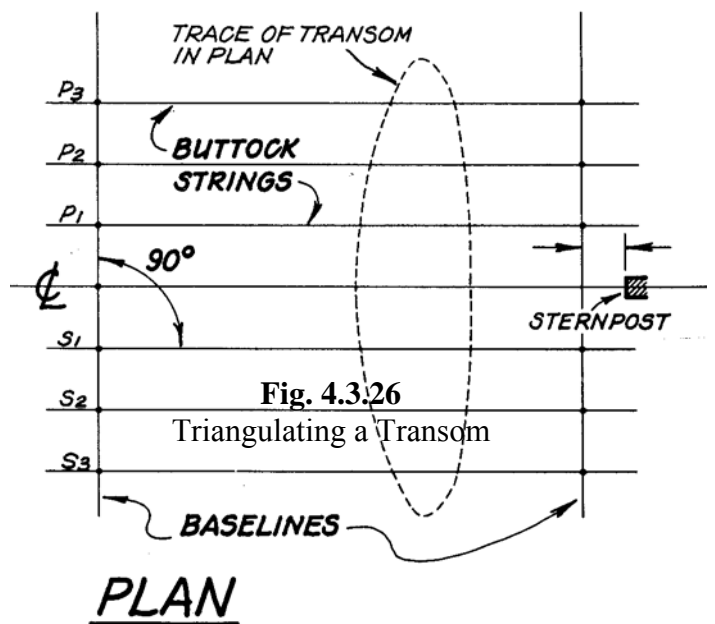 TRACE OF TRANSOM
IN PLAN
P3
BUTTOCK
STRINGS
P2
P1
90°
℄
STERNPOST
S1
Fig. 4.3.26
Triangulating a Transom
S2
S3
BASELINES
PLAN